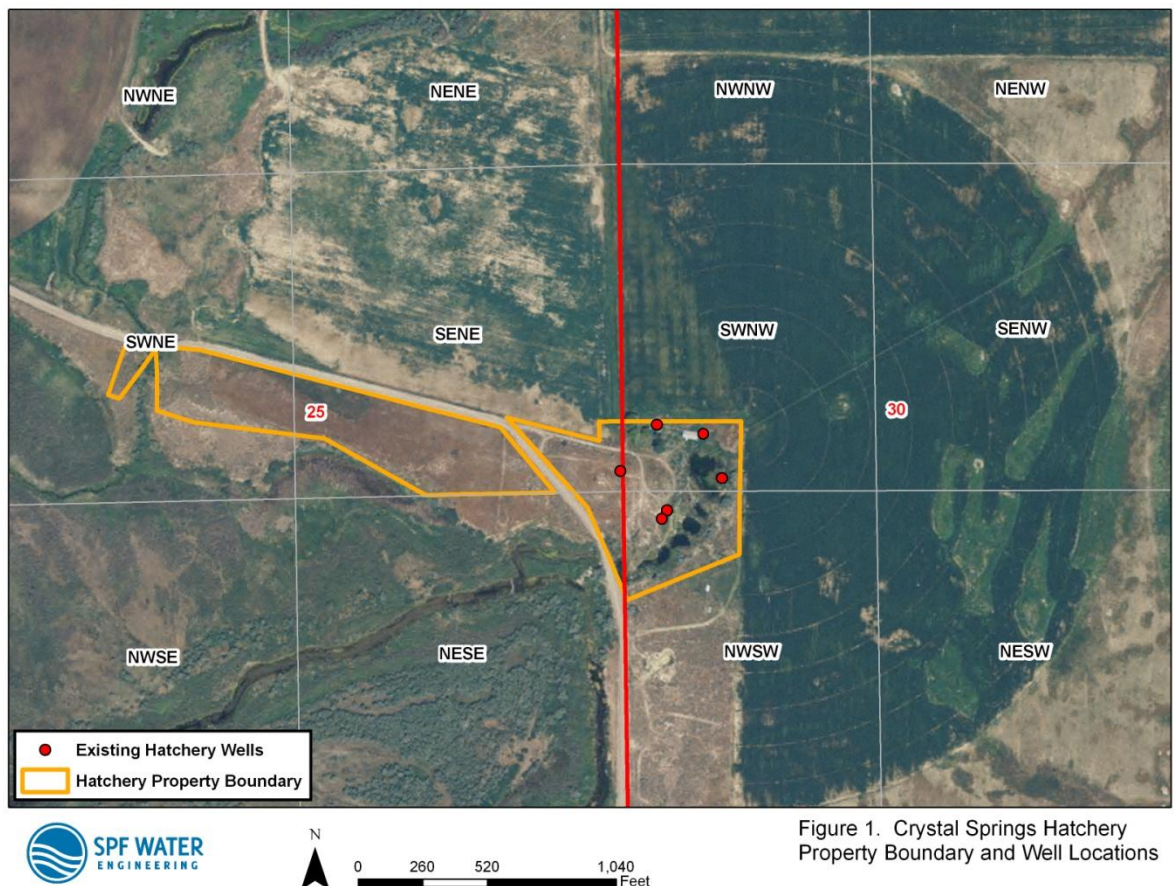 NWNE
NENE
NWNW
NENW
SWNE
SENE
SWNW
SENW
25
30
NWSE
NESE
NWSW
NESW
Existing Hatchery Wells
Hatchery Property Boundary
SPF WATER
ENGINEERING
N
0 260 520 1,040
Feet
Figure 1. Crystal Springs Hatchery
Property Boundary and Well Locations